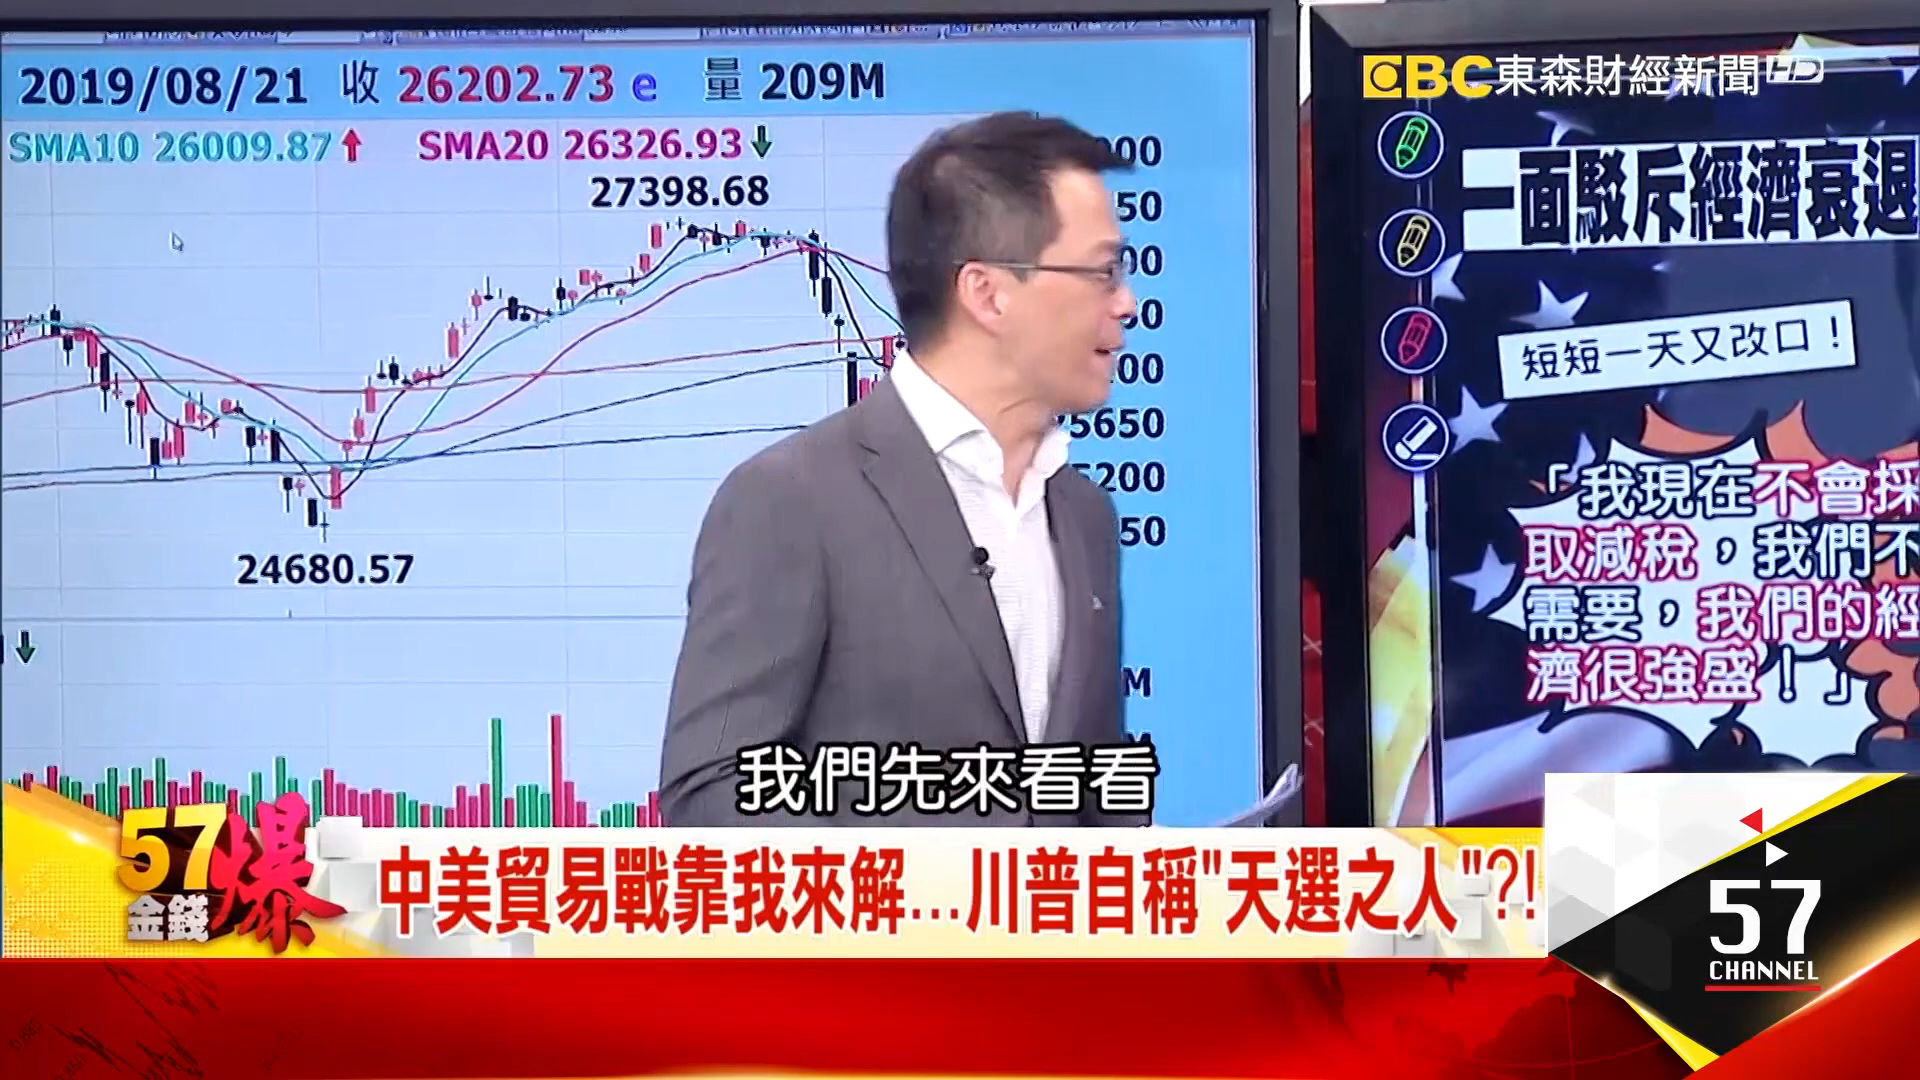 2019/08/21 收 26202.73 e 量 209M
SMA10 26009.87↑ SMA20 26326.93↓
27398.68
24680.57
25650
EBC東森財經新聞HD
一面駁斥經濟衰退
短短一天又改口！
「我現在不會採
取減稅，我們不
需要，我們的經
濟很強盛！」
我們先來看看
57金錢爆
中美貿易戰靠我來解...川普自稱"天選之人"?!
57
CHANNEL